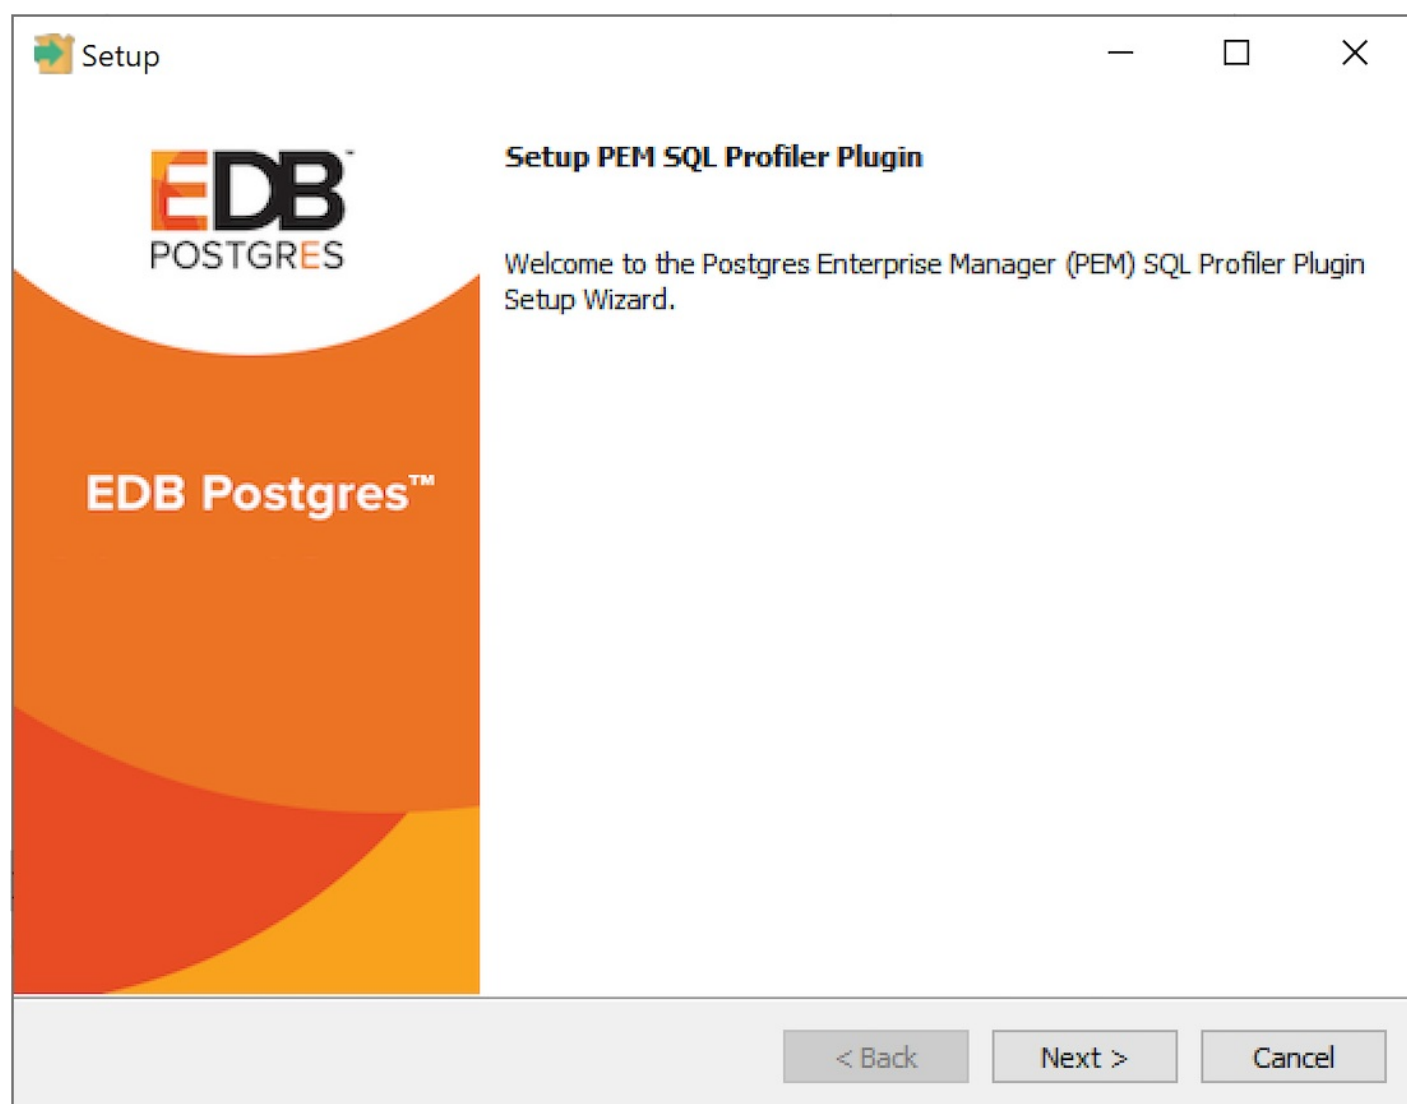 Setup
EDB™
POSTGRES
Setup PEM SQL Profiler Plugin
Welcome to the Postgres Enterprise Manager (PEM) SQL Profiler Plugin
Setup Wizard.
EDB Postgres™
< Back
Next >
Cancel